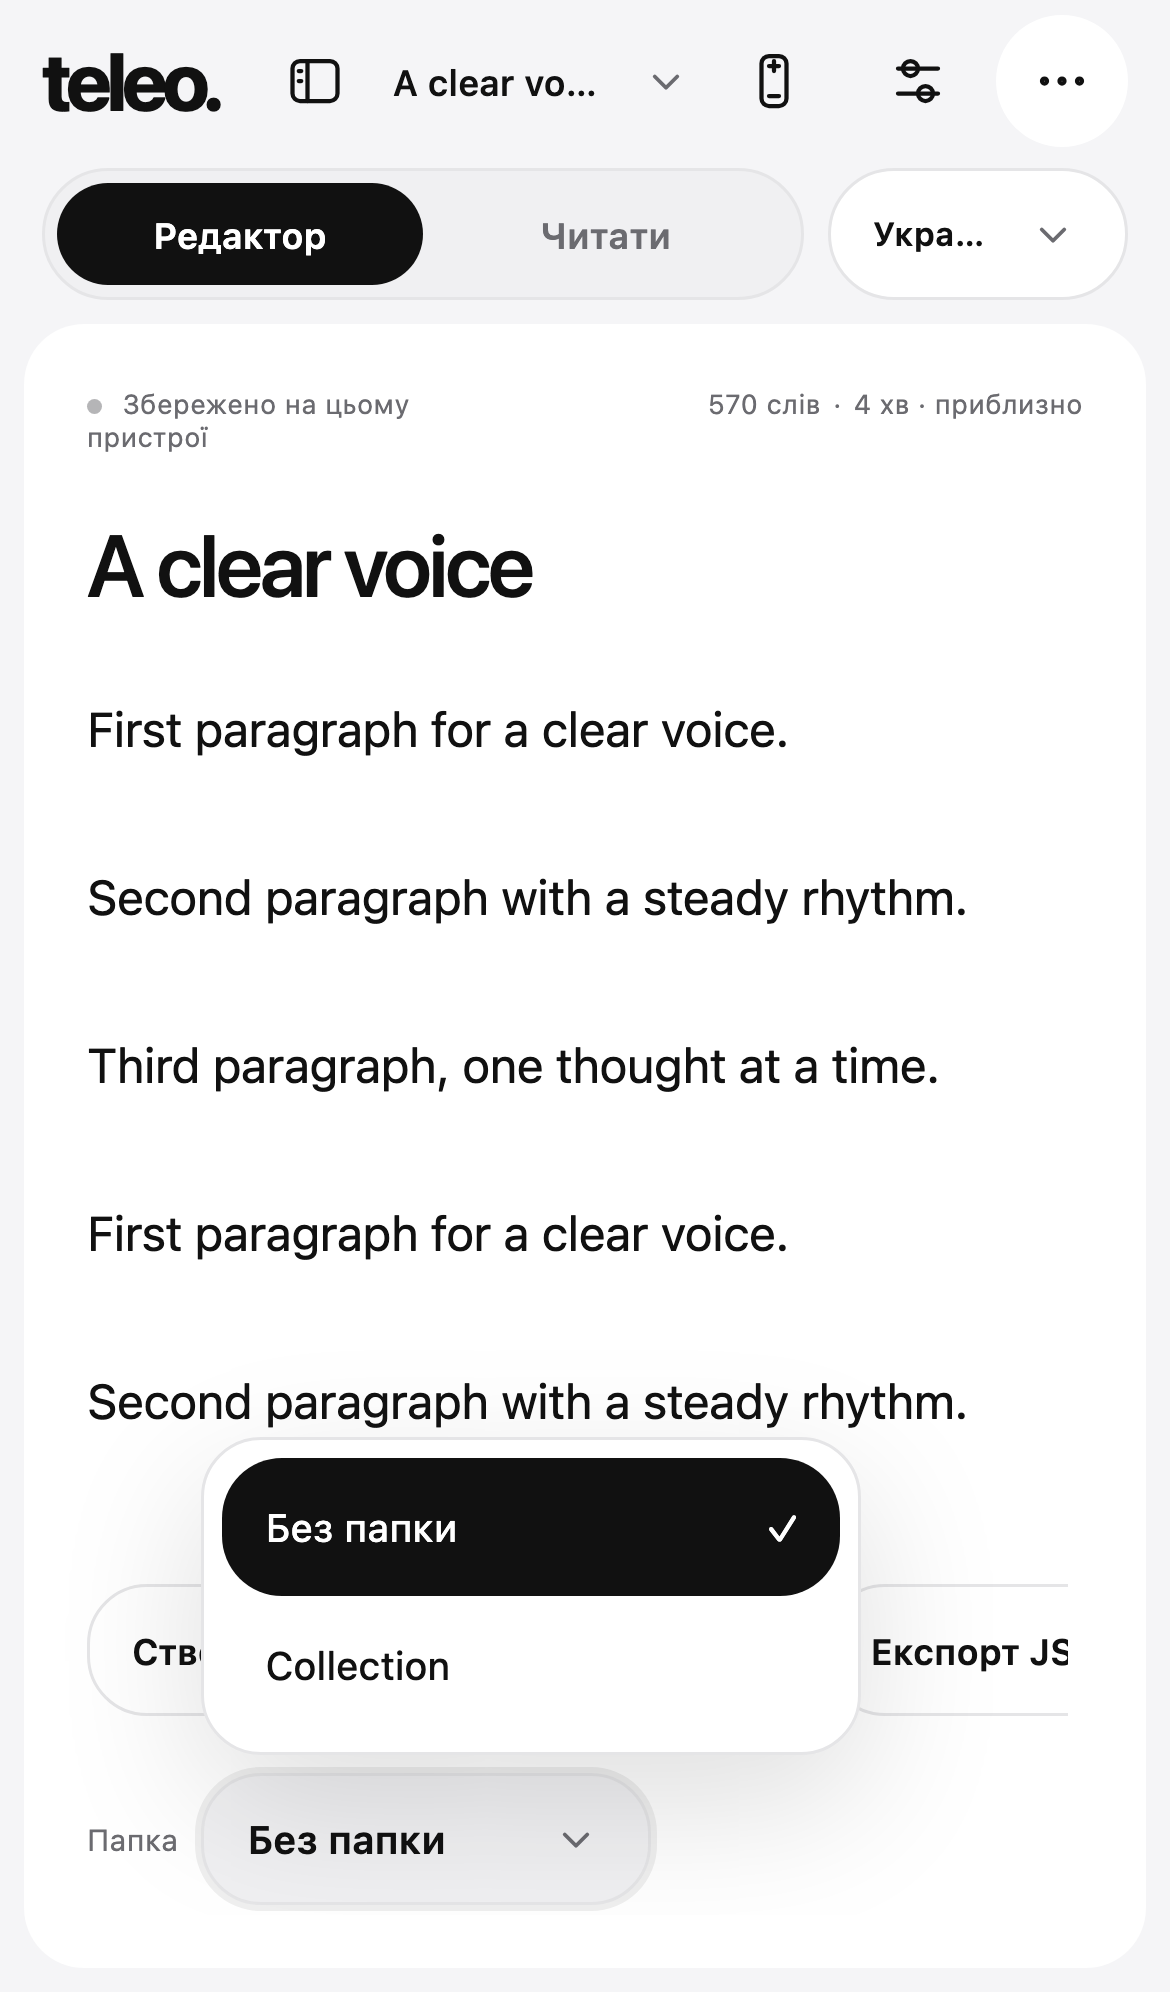 teleo.
A clear vo...
Редактор
Читати
Укра...
Збережено на цьому
пристрої
570 слів · 4 хв · приблизно
A clear voice
First paragraph for a clear voice.
Second paragraph with a steady rhythm.
Third paragraph, one thought at a time.
First paragraph for a clear voice.
Second paragraph with a steady rhythm.
Без папки
Collection
Експорт JS
Папка
Без папки